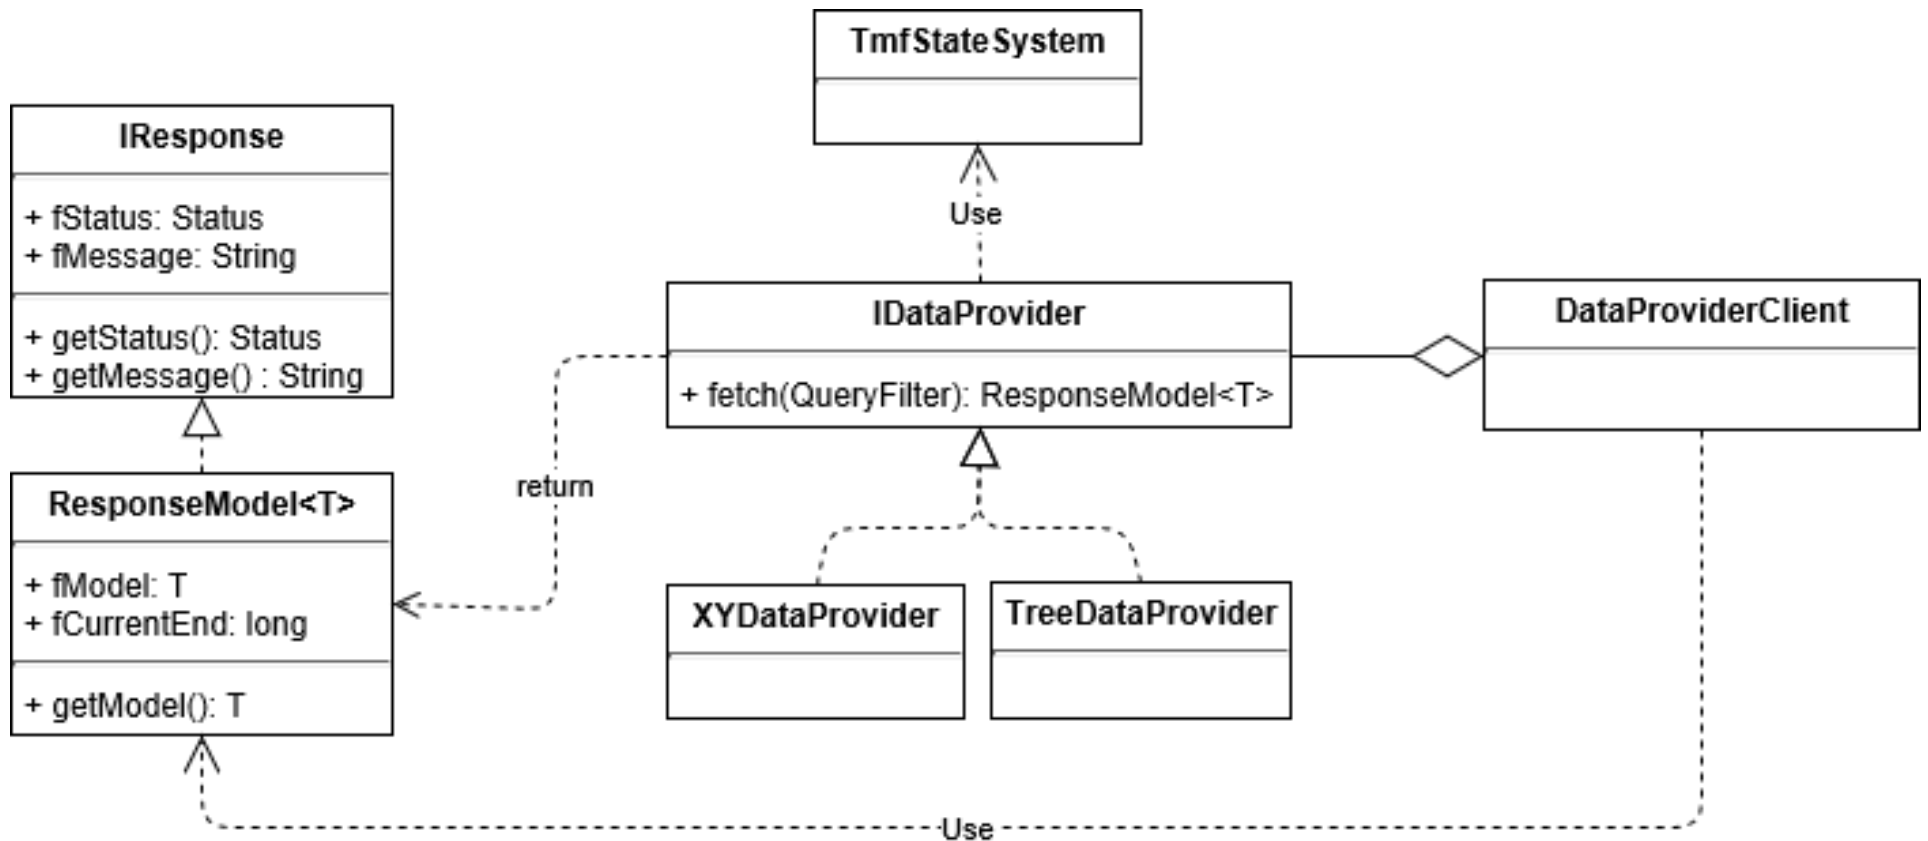 TmfStateSystem
IResponse
+ fStatus: Status
+ fMessage: String
+ getStatus(): Status
+ getMessage() : String
Use
IDataProvider
+ fetch(QueryFilter): ResponseModel<T>
DataProviderClient
return
ResponseModel<T>
+ fModel: T
+ fCurrentEnd: long
+ getModel(): T
XYDataProvider
TreeDataProvider
Use